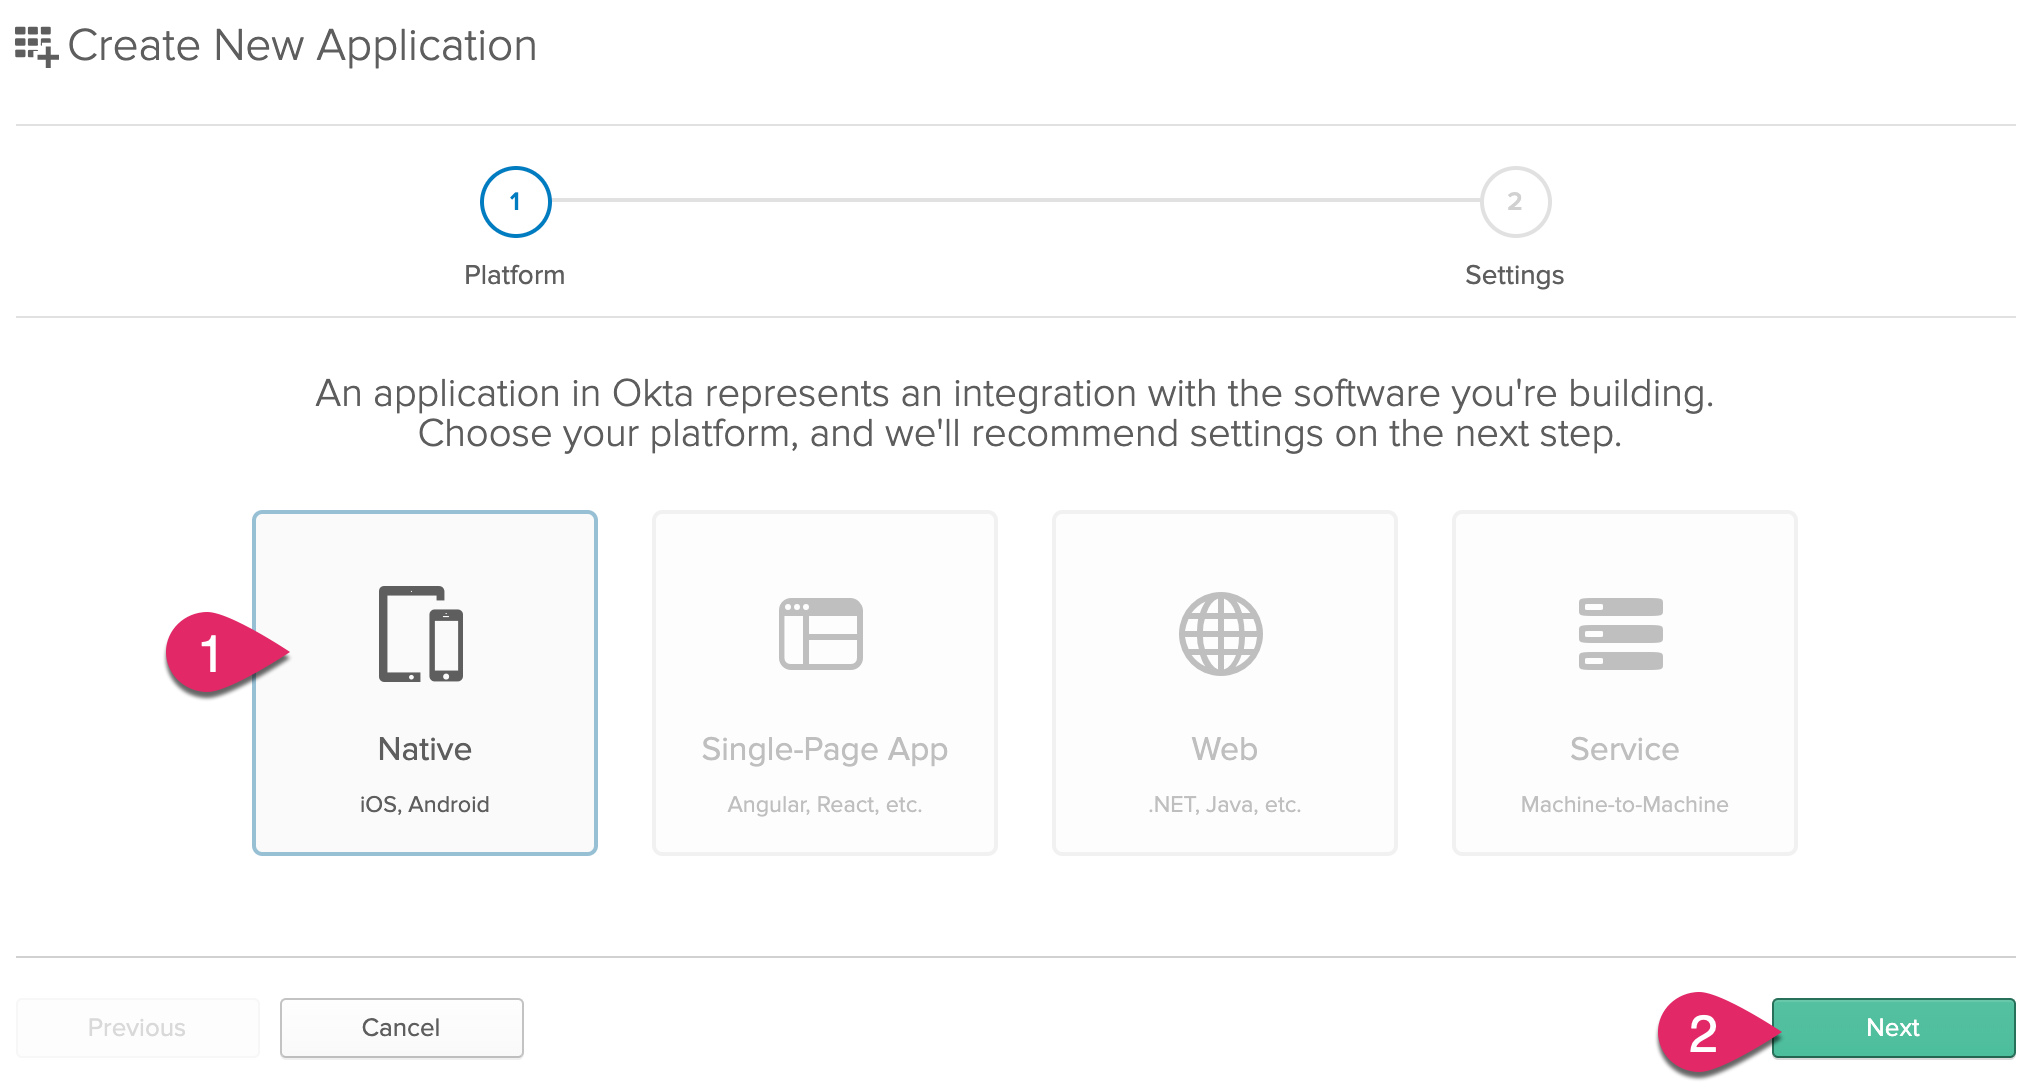 Create New Application
1
2
Platform
Settings
An application in Okta represents an integration with the software you're building.
Choose your platform, and we'll recommend settings on the next step.
1
Native
iOS, Android
Single-Page App
Angular, React, etc.
Web
.NET, Java, etc.
Service
Machine-to-Machine
Previous
Cancel
2
Next